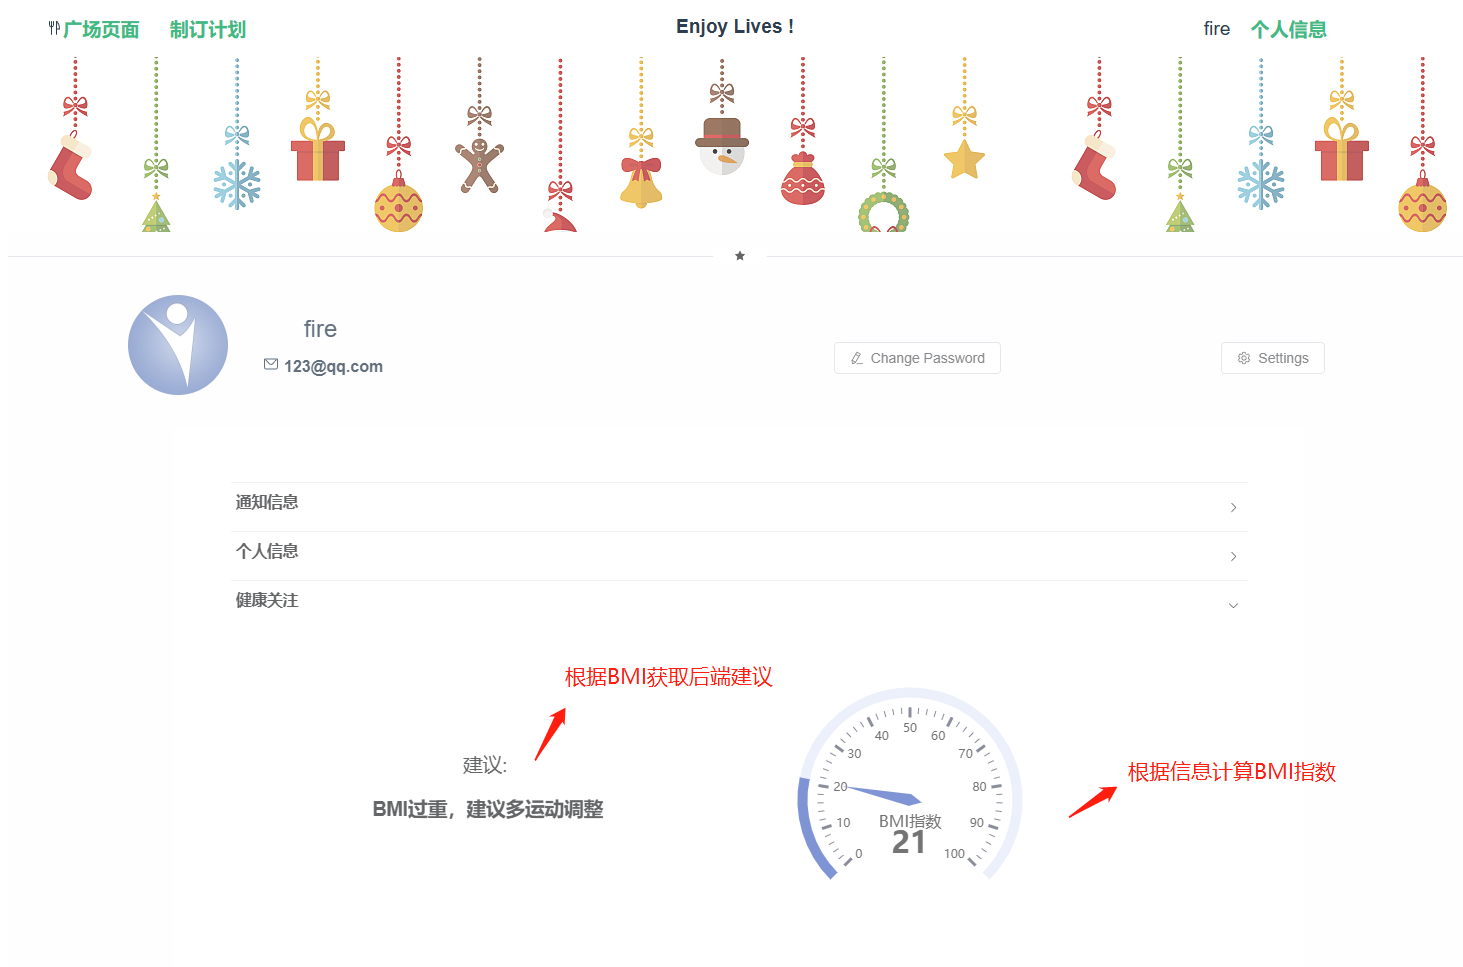 广场页面 制订计划 Enjoy Lives ! fire 个人信息
fire
123@qq.com
Change Password
Settings
通知信息
个人信息
健康关注
根据BMI获取后端建议
建议:
BMI过重，建议多运动调整
0
10
20
30
40
50
60
70
80
90
100
BMI指数
21
根据信息计算BMI指数